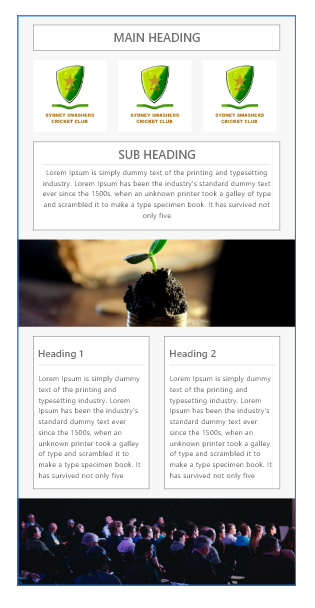 MAIN HEADING
SYDNEY SMASHERS SYDNEY SMASHERS SYDNEY SMASHERS
CRICKET CLUB CRICKET CLUB CRICKET CLUB
SUB HEADING
Lorem Ipsum is simply dummy text of the printing and typesetting
industry. Lorem Ipsum has been the industry's standard dummy text
ever since the 1500s, when an unknown printer took a galley of type
and scrambled it to make a type specimen book. It has survived not
only five
Heading 1
Lorem Ipsum is simply dummy
text of the printing and
typesetting industry. Lorem
Ipsum has been the industry's
standard dummy text ever
since the 1500s, when an
unknown printer took a galley
of type and scrambled it to
make a type specimen book. It
has survived not only five
Heading 2
Lorem Ipsum is simply dummy
text of the printing and
typesetting industry. Lorem
Ipsum has been the industry's
standard dummy text ever
since the 1500s, when an
unknown printer took a galley
of type and scrambled it to
make a type specimen book. It
has survived not only five